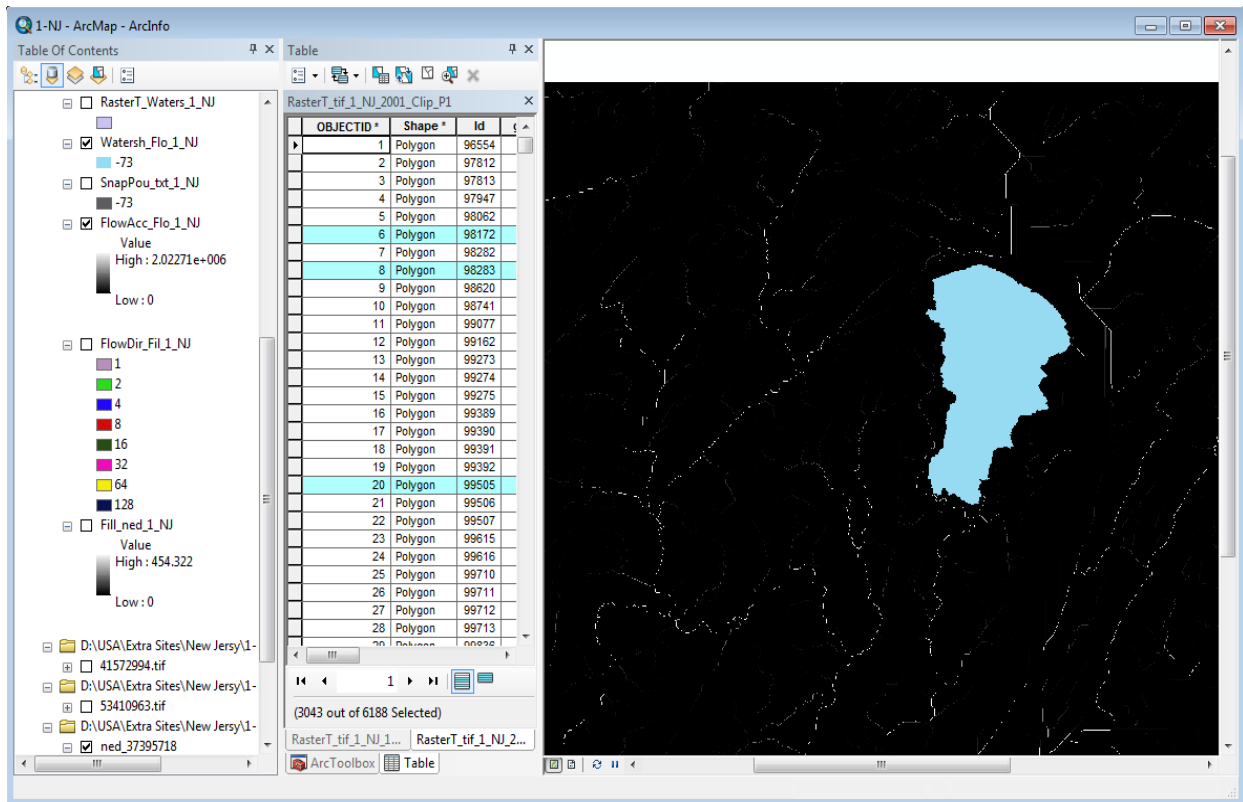 1-NJ - ArcMap - ArcInfo
Table Of Contents
RasterT_Waters_1_NJ
Watersh_Flo_1_NJ
-73
SnapPou_txt_1_NJ
-73
FlowAcc_Flo_1_NJ
Value
High : 2.02271e+006
Low : 0
FlowDir_Fil_1_NJ
1
2
4
8
16
32
64
128
Fill_ned_1_NJ
Value
High : 454.322
Low : 0
D:\USA\Extra Sites\New Jersy\1-
41572994.tif
D:\USA\Extra Sites\New Jersy\1-
53410963.tif
D:\USA\Extra Sites\New Jersy\1-
ned_37395718
Table
RasterT_tif_1_NJ_2001_Clip_P1
OBJECTID * Shape * Id
1 Polygon 96554
2 Polygon 97812
3 Polygon 97813
4 Polygon 97947
5 Polygon 98062
6 Polygon 98172
7 Polygon 98282
8 Polygon 98283
9 Polygon 98620
10 Polygon 98741
11 Polygon 99077
12 Polygon 99162
13 Polygon 99273
14 Polygon 99274
15 Polygon 99275
16 Polygon 99389
17 Polygon 99390
18 Polygon 99391
19 Polygon 99392
20 Polygon 99505
21 Polygon 99506
22 Polygon 99507
23 Polygon 99615
24 Polygon 99616
25 Polygon 99710
26 Polygon 99711
27 Polygon 99712
28 Polygon 99713
29 Polygon 99836
1
(3043 out of 6188 Selected)
RasterT_tif_1_NJ_1... RasterT_tif_1_NJ_2...
ArcToolbox Table